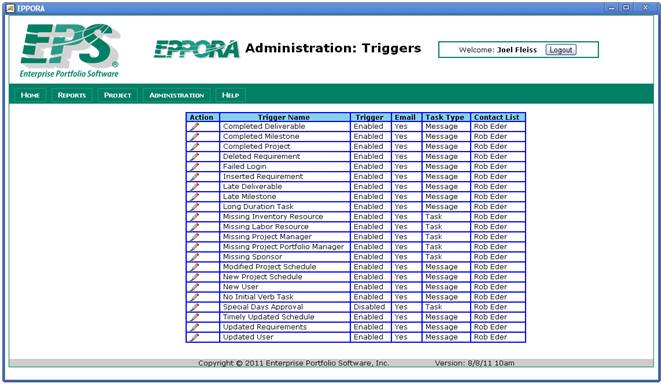 EPPORA
EPS®
Enterprise Portfolio Software
EPPORA Administration: Triggers
Welcome: Joel Fleiss Logout
Home Reports Project Administration Help
Action Trigger Name Trigger Email Task Type Contact List
Completed Deliverable Enabled Yes Message Rob Eder
Completed Milestone Enabled Yes Message Rob Eder
Completed Project Enabled Yes Message Rob Eder
Deleted Requirement Enabled Yes Message Rob Eder
Failed Login Enabled Yes Message Rob Eder
Inserted Requirement Enabled Yes Message Rob Eder
Late Deliverable Enabled Yes Message Rob Eder
Late Milestone Enabled Yes Message Rob Eder
Long Duration Task Enabled Yes Message Rob Eder
Missing Inventory Resource Enabled Yes Task Rob Eder
Missing Labor Resource Enabled Yes Task Rob Eder
Missing Project Manager Enabled Yes Task Rob Eder
Missing Project Portfolio Manager Enabled Yes Task Rob Eder
Missing Sponsor Enabled Yes Task Rob Eder
Modified Project Schedule Enabled Yes Message Rob Eder
New Project Schedule Enabled Yes Message Rob Eder
New User Enabled Yes Message Rob Eder
No Initial Verb Task Enabled Yes Message Rob Eder
Special Days Approval Disabled Yes Task Rob Eder
Timely Updated Schedule Enabled Yes Message Rob Eder
Updated Requirements Enabled Yes Message Rob Eder
Updated User Enabled Yes Message Rob Eder
Copyright © 2011 Enterprise Portfolio Software, Inc. Version: 8/8/11 10am